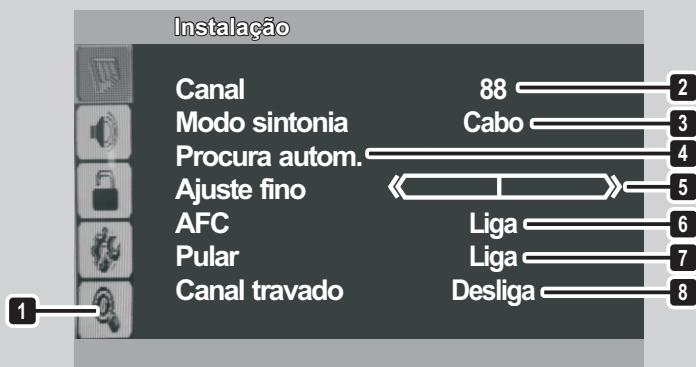 Instalação
Canal 88 2
Modo sintonia Cabo 3
Procura autom. 4
Ajuste fino 5
AFC Liga 6
Pular Liga 7
Canal travado Desliga 8
1